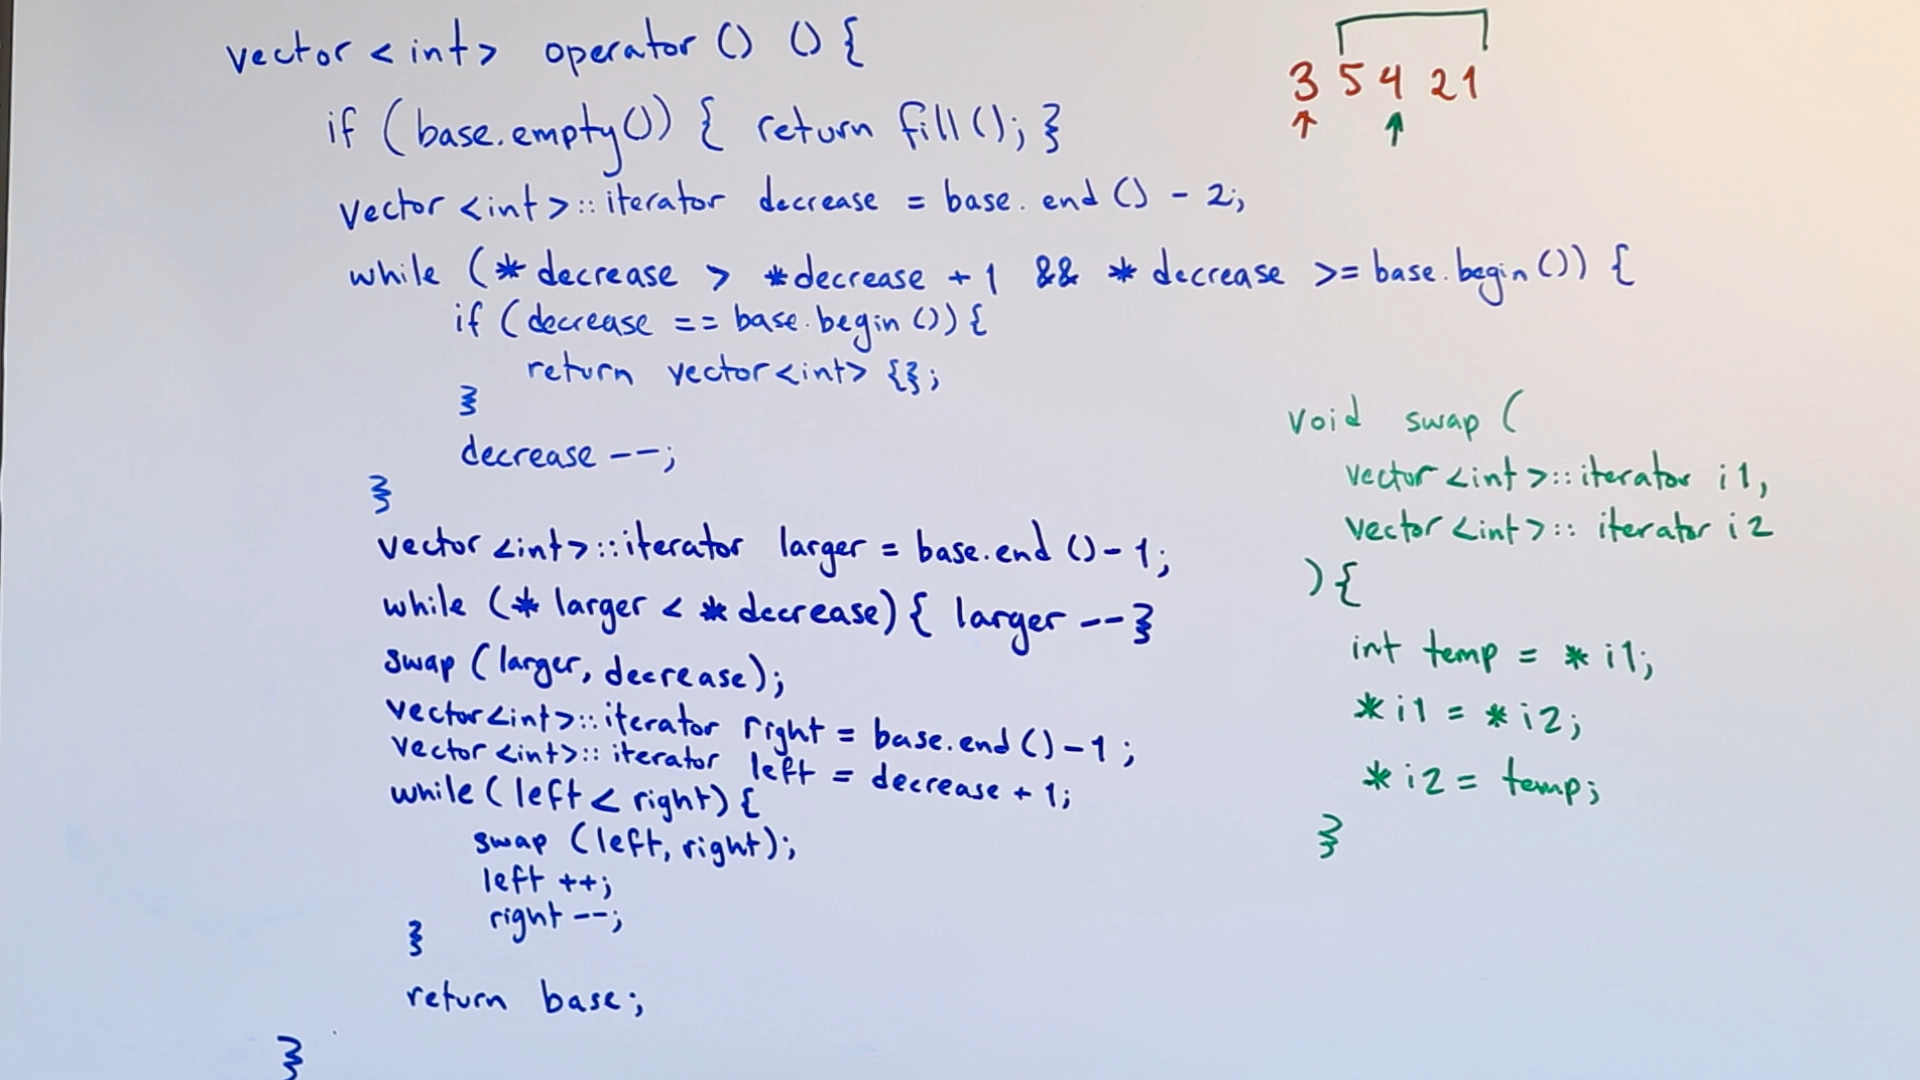 vector <int> operator () () {
if (base.empty()) { return fill(); }
vector <int>::iterator decrease = base.end () - 2;
while (* decrease > *decrease + 1 && * decrease >= base.begin ()) {
if (decrease == base.begin ()) {
return vector<int> {};
}
decrease --;
}
vector <int>::iterator larger = base.end () - 1;
while (* larger < * decrease) { larger -- }
swap (larger, decrease);
vector<int>::iterator right = base.end () - 1;
vector <int>:: iterator left = decrease + 1;
while (left < right) {
swap (left, right);
left ++;
right --;
}
return base;
}
3 5 4 2 1
void swap (
vector <int>::iterator i1,
vector <int>:: iterator i2
) {
int temp = * i1;
* i1 = * i2;
* i2 = temp;
}